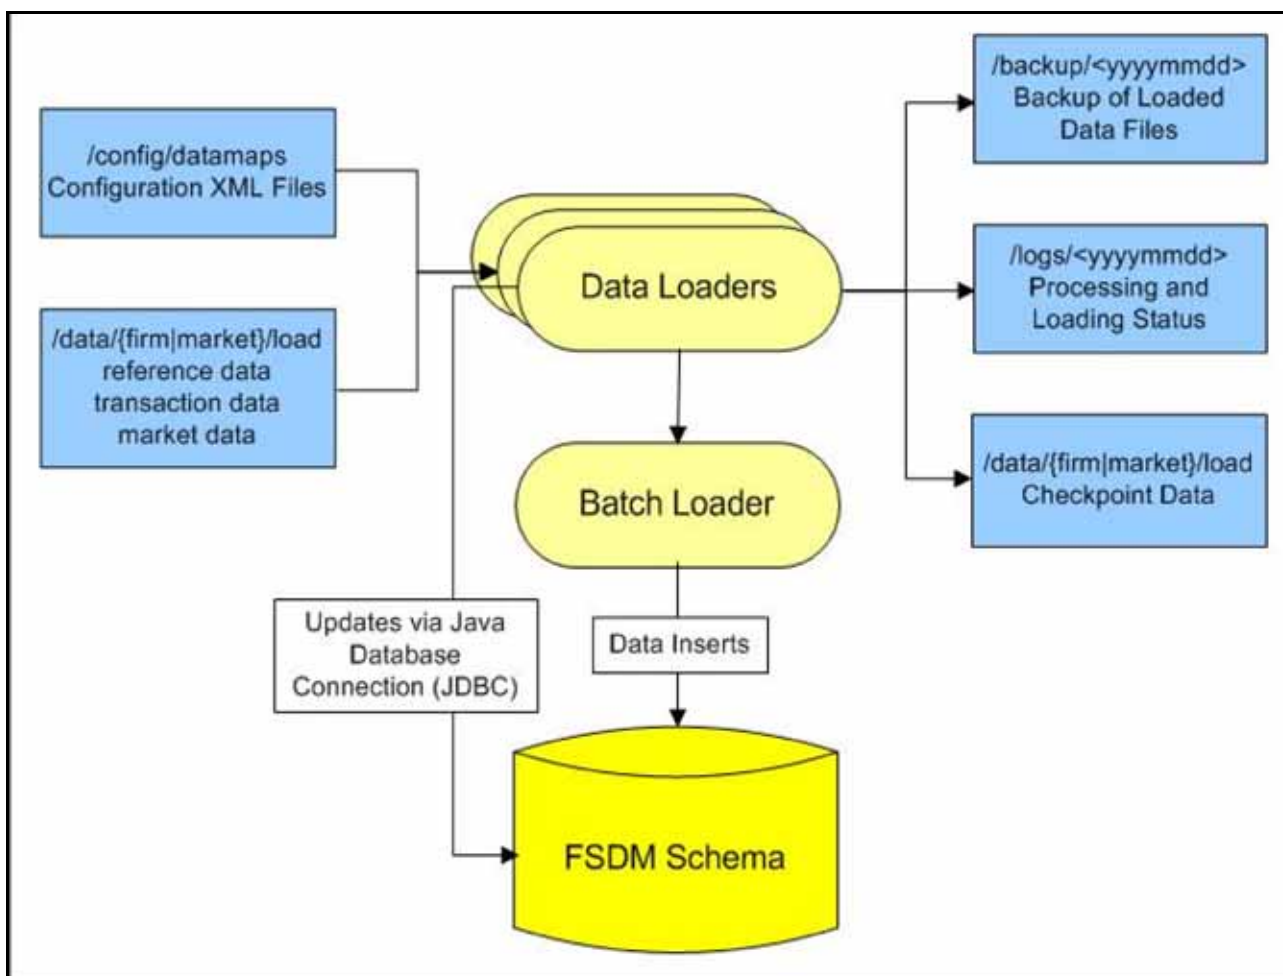 /config/datamaps
Configuration XML Files
/data/{firm|market}/load
reference data
transaction data
market data
Data Loaders
Batch Loader
Updates via Java
Database
Connection (JDBC)
Data Inserts
FSDM Schema
/backup/<yyyymmdd>
Backup of Loaded
Data Files
/logs/<yyyymmdd>
Processing and
Loading Status
/data/{firm|market}/load
Checkpoint Data